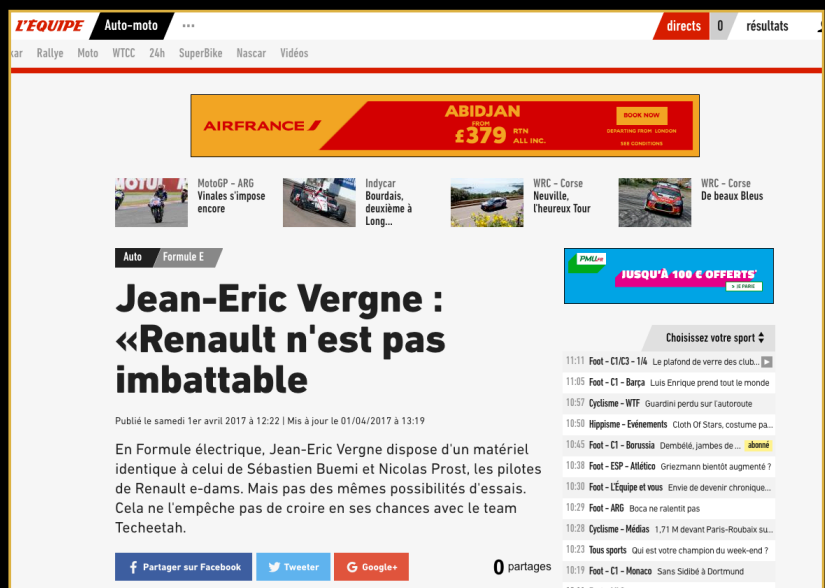 L'ÉQUIPE Auto-moto ••• directs 0 résultats
Rallye Moto WTCC 24h SuperBike Nascar Vidéos
AIRFRANCE
ABIDJAN
FROM
£379 RTN
ALL INC.
BOOK NOW
DEPARTING FROM LONDON
SEE CONDITIONS
MotoGP - ARG
Vinales s'impose
encore
Indycar
Bourdais,
deuxième à
Long...
WRC - Corse
Neuville,
l'heureux Tour
WRC - Corse
De beaux Bleus
Auto Formule E
Jean-Eric Vergne :
«Renault n'est pas
imbattable
Publié le samedi 1er avril 2017 à 12:22 | Mis à jour le 01/04/2017 à 13:19
En Formule électrique, Jean-Eric Vergne dispose d'un matériel
identique à celui de Sébastien Buemi et Nicolas Prost, les pilotes
de Renault e-dams. Mais pas des mêmes possibilités d'essais.
Cela ne l'empêche pas de croire en ses chances avec le team
Techeetah.
Partager sur Facebook Tweeter Google+ 0 partages
PMU.fr
JUSQU'À 100 € OFFERTS*
> JE PARIE
Choisissez votre sport
11:11 Foot - C1/C3 - 1/4 Le plafond de verre des club...
11:05 Foot - C1 - Barça Luis Enrique prend tout le monde
10:57 Cyclisme - WTF Guardini perdu sur l'autoroute
10:50 Hippisme - Evénements Cloth Of Stars, costume pa...
10:45 Foot - C1 - Borussia Dembélé, jambes de ... abonné
10:38 Foot - ESP - Atlético Griezmann bientôt augmenté ?
10:30 Foot - L'Équipe et vous Envie de devenir chronique...
10:29 Foot - ARG Boca ne ralentit pas
10:28 Cyclisme - Médias 1,71 M devant Paris-Roubaix su...
10:23 Tous sports Qui est votre champion du week-end ?
10:19 Foot - C1 - Monaco Sans Sidibé à Dortmund